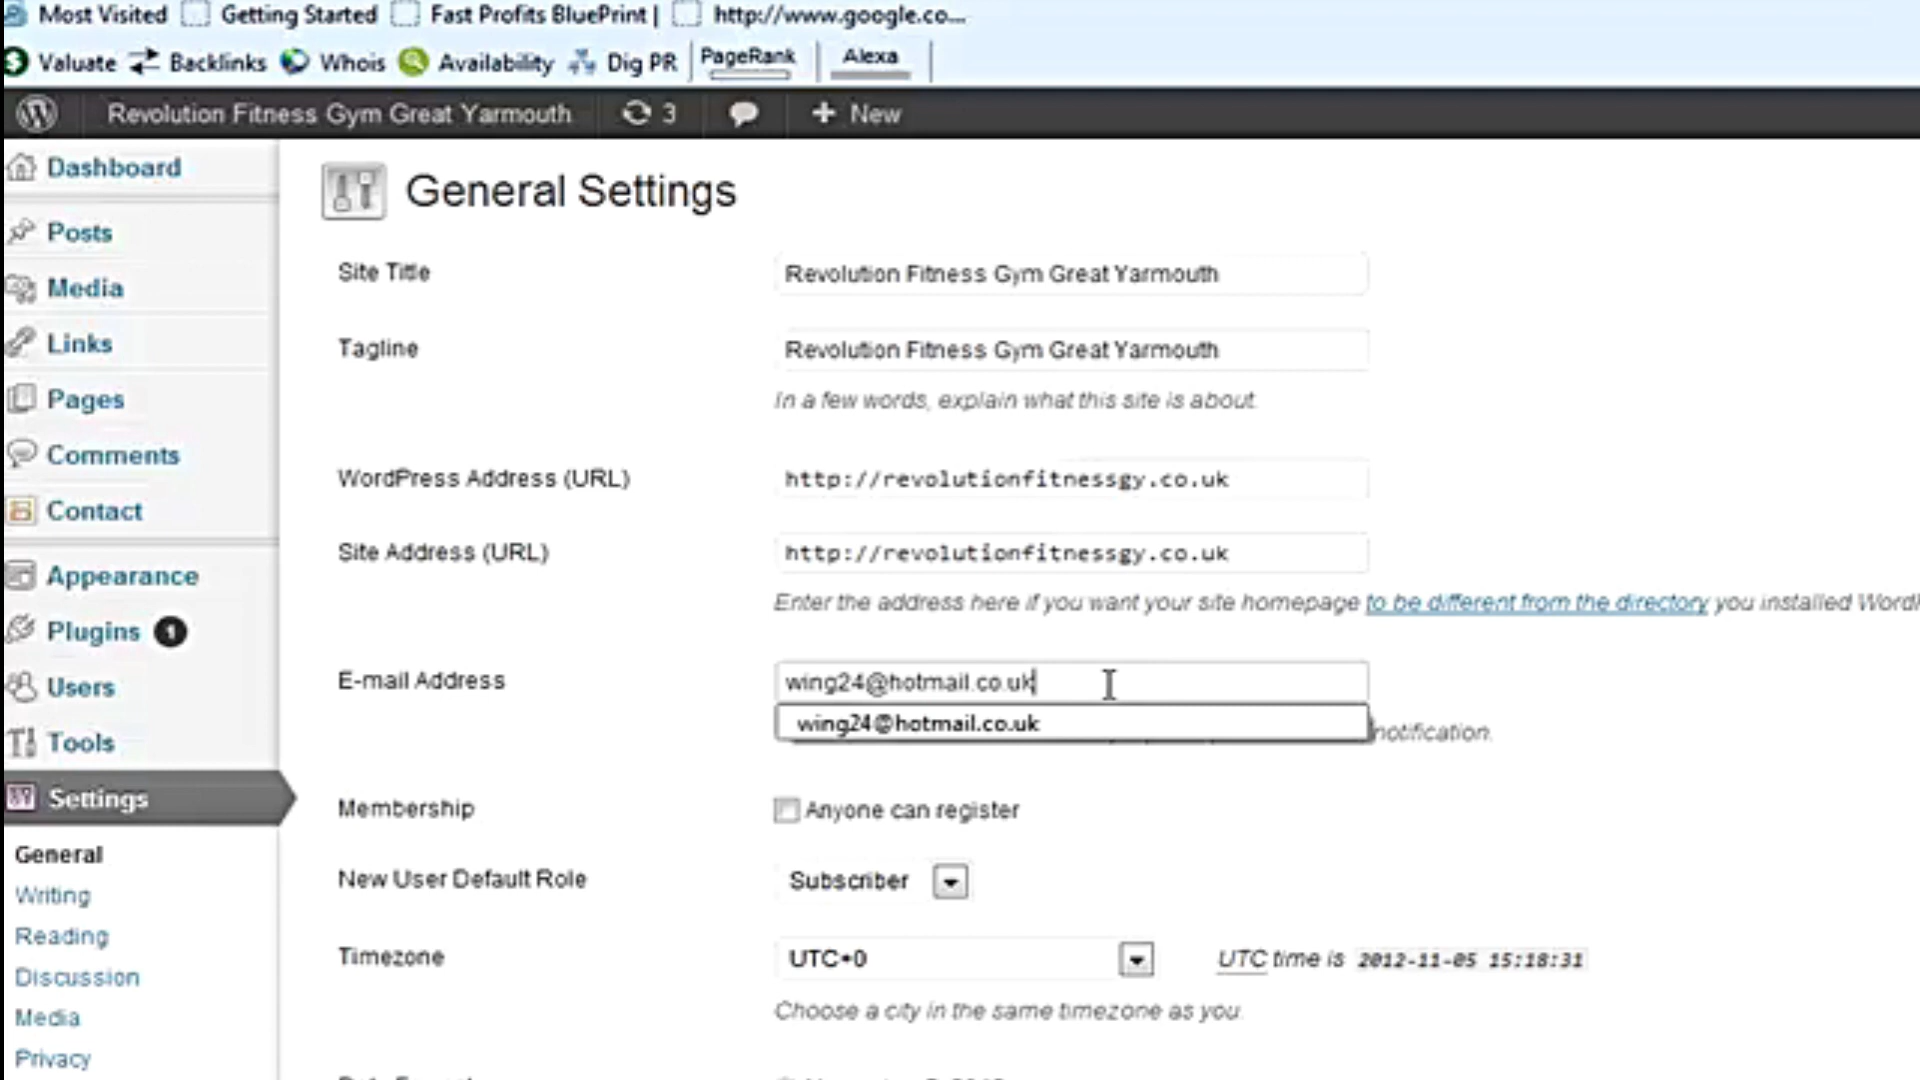 Most Visited Getting Started Fast Profits BluePrint | http://www.google.co...
Valuate Backlinks Whois Availability Dig PR PageRank Alexa
Revolution Fitness Gym Great Yarmouth 3 + New
Dashboard
Posts
Media
Links
Pages
Comments
Contact
Appearance
Plugins 1
Users
Tools
Settings
General
Writing
Reading
Discussion
Media
Privacy
General Settings
Site Title Revolution Fitness Gym Great Yarmouth
Tagline Revolution Fitness Gym Great Yarmouth
In a few words, explain what this site is about.
WordPress Address (URL) http://revolutionfitnessgy.co.uk
Site Address (URL) http://revolutionfitnessgy.co.uk
Enter the address here if you want your site homepage to be different from the directory you installed
E-mail Address wing24@hotmail.co.uk
wing24@hotmail.co.uk
notification.
Membership Anyone can register
New User Default Role Subscriber
Timezone UTC+0 UTC time is 2012-11-05 15:18:31
Choose a city in the same timezone as you.